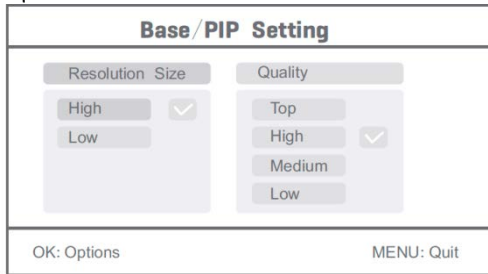 Base/PIP Setting
Resolution Size
Quality
High
Low
Top
High
Medium
Low
OK: Options
MENU: Quit